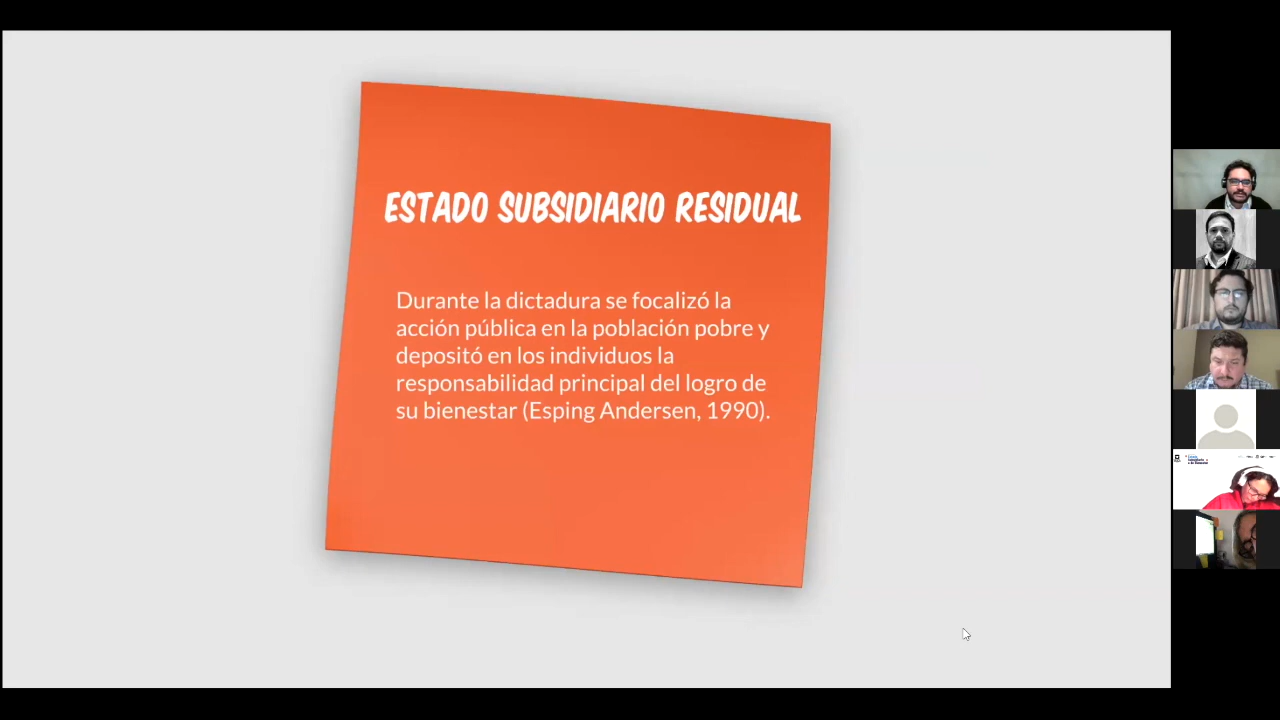 ESTADO SUBSIDIARIO RESIDUAL
Durante la dictadura se focalizó la
acción pública en la población pobre y
depositó en los individuos la
responsabilidad principal del logro de
su bienestar (Esping Andersen, 1990).